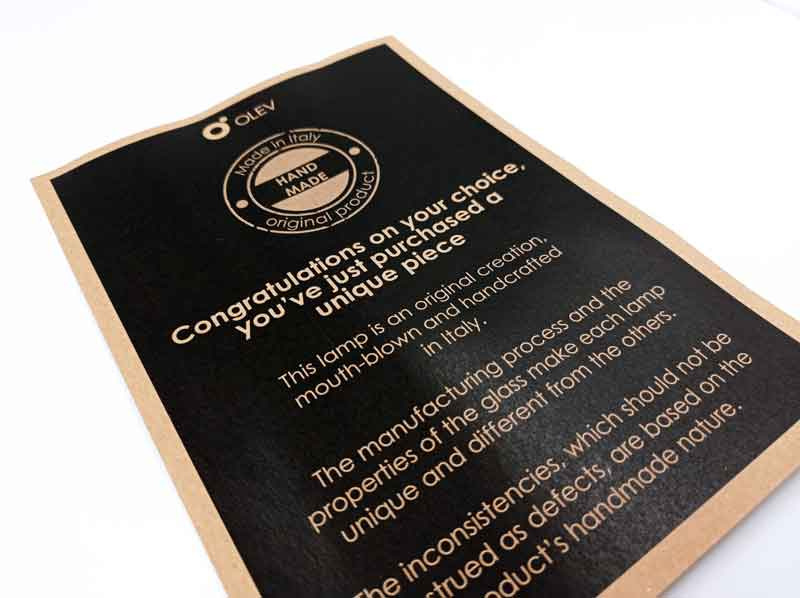 OLEV
Made in Italy
HAND
MADE
original product
Congratulations on your choice,
you've just purchased a
unique piece
This lamp is an original creation,
mouth-blown and handcrafted
in Italy.
The manufacturing process and the
properties of the glass make each lamp
unique and different from the others.
The inconsistencies, which should not be
as defects, are based on the
handmade nature.